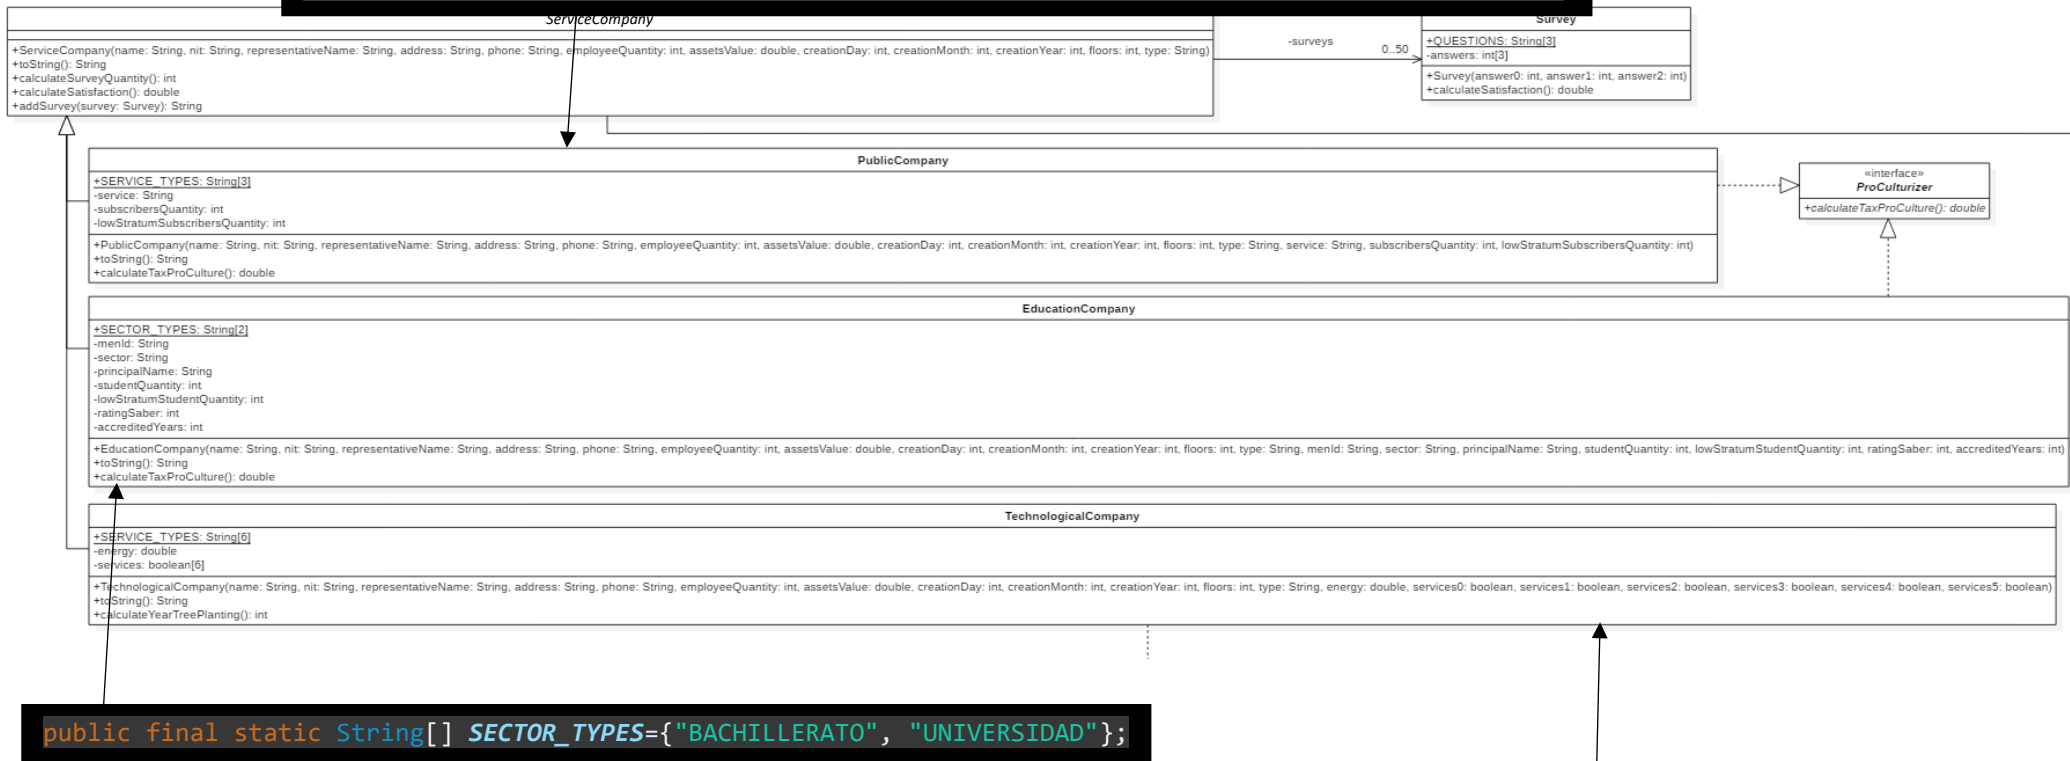 ServiceCompany
+ServiceCompany(name: String, nit: String, representativeName: String, address: String, phone: String, employeeQuantity: int, assetsValue: double, creationDay: int, creationMonth: int, creationYear: int, floors: int, type: String)
+toString(): String
+calculateSurveyQuantity(): int
+calculateSatisfaction(): double
+addSurvey(survey: Survey): String
-surveys
0..50
Survey
+QUESTIONS: String[3]
-answers: int[3]
+Survey(answer0: int, answer1: int, answer2: int)
+calculateSatisfaction(): double
PublicCompany
+SERVICE_TYPES: String[3]
-service: String
-subscribersQuantity: int
-lowStratumSubscribersQuantity: int
+PublicCompany(name: String, nit: String, representativeName: String, address: String, phone: String, employeeQuantity: int, assetsValue: double, creationDay: int, creationMonth: int, creationYear: int, floors: int, type: String, service: String, subscribersQuantity: int, lowStratumSubscribersQuantity: int)
+toString(): String
+calculateTaxProCulture(): double
«interface»
ProCulturizer
+calculateTaxProCulture(): double
EducationCompany
+SECTOR_TYPES: String[2]
-menId: String
-sector: String
-principalName: String
-studentQuantity: int
-lowStratumStudentQuantity: int
-ratingSaber: int
-accreditedYears: int
+EducationCompany(name: String, nit: String, representativeName: String, address: String, phone: String, employeeQuantity: int, assetsValue: double, creationDay: int, creationMonth: int, creationYear: int, floors: int, type: String, menId: String, sector: String, principalName: String, studentQuantity: int, lowStratumStudentQuantity: int, ratingSaber: int, accreditedYears: int)
+toString(): String
+calculateTaxProCulture(): double
TechnologicalCompany
+SERVICE_TYPES: String[6]
-energy: double
-services: boolean[6]
+TechnologicalCompany(name: String, nit: String, representativeName: String, address: String, phone: String, employeeQuantity: int, assetsValue: double, creationDay: int, creationMonth: int, creationYear: int, floors: int, type: String, energy: double, services0: boolean, services1: boolean, services2: boolean, services3: boolean, services4: boolean, services5: boolean)
+toString(): String
+calculateYearTreePlanting(): int
public final static String[] SECTOR_TYPES={"BACHILLERATO", "UNIVERSIDAD"};